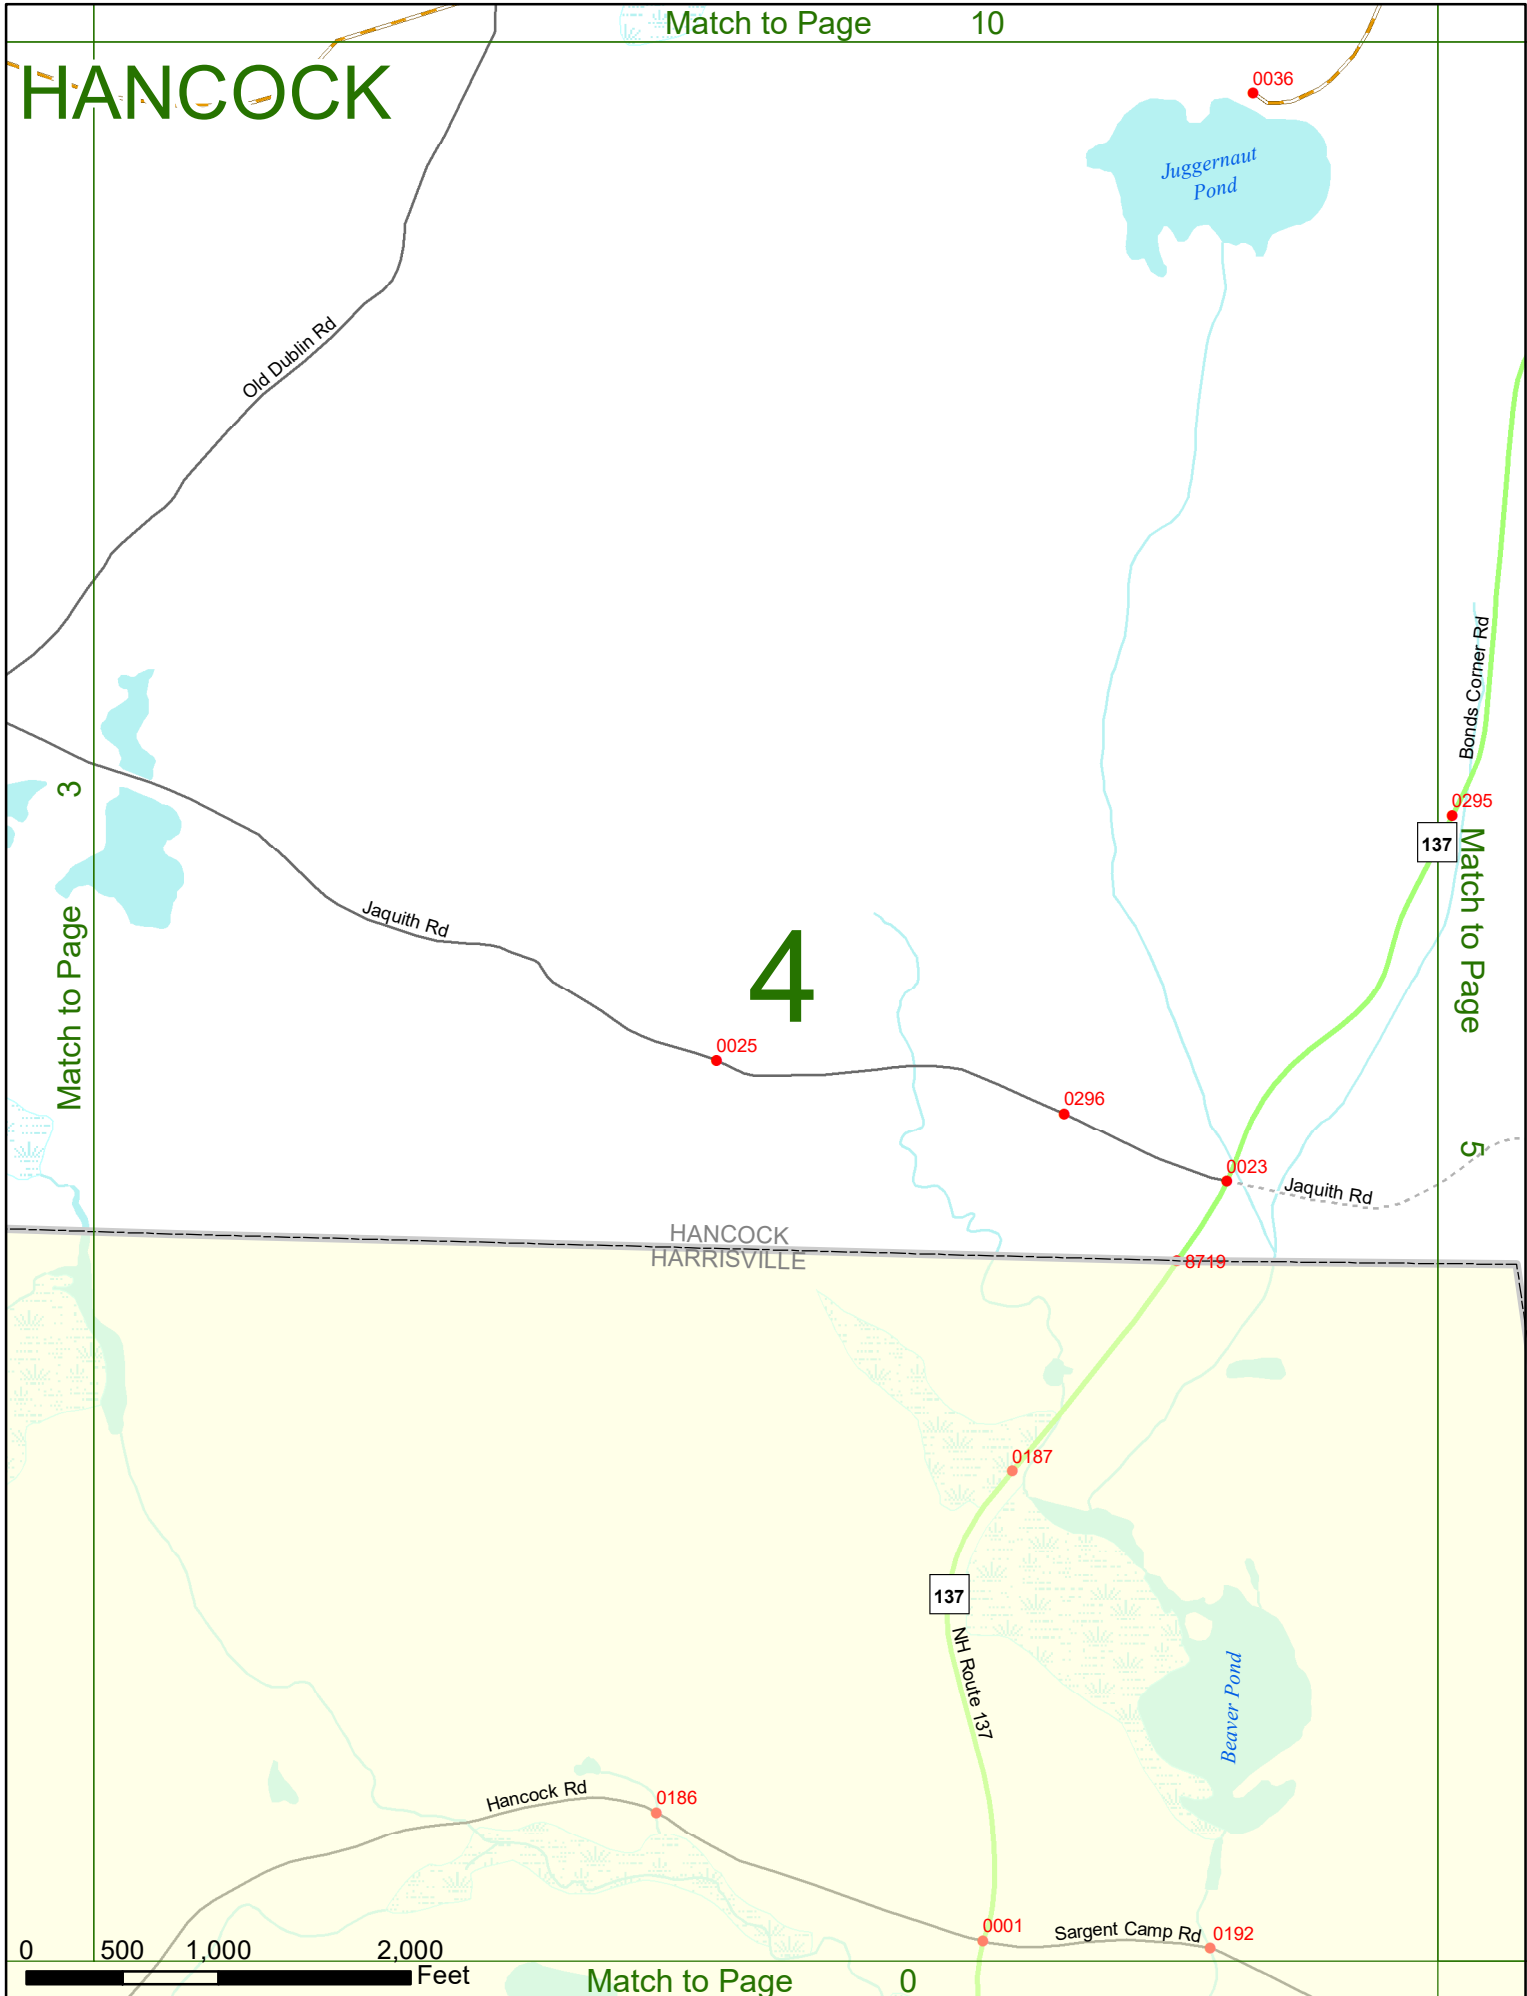 Match to Page 10
HANCOCK
0036
Juggernaut
Pond
Old Dublin Rd
Bonds Corner Rd
3
Match to Page
0295
137
Match to Page
5
Jaquith Rd
4
0025
0296
0023
Jaquith Rd
HANCOCK
HARRISVILLE
8719
0187
137
NH Route 137
Beaver Pond
Hancock Rd
0186
0001
Sargent Camp Rd
0192
0 500 1,000 2,000
Feet
Match to Page 0